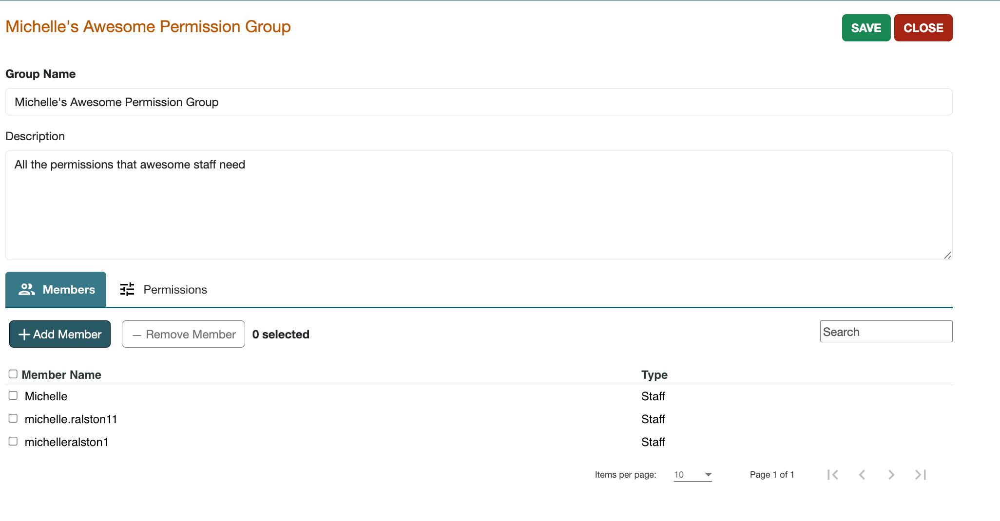 Michelle's Awesome Permission Group
SAVE CLOSE
Group Name
Michelle's Awesome Permission Group
Description
All the permissions that awesome staff need
Members Permissions
Add Member Remove Member 0 selected Search
Member Name Type
Michelle Staff
michelle.ralston11 Staff
michelleralston1 Staff
Items per page: 10 Page 1 of 1